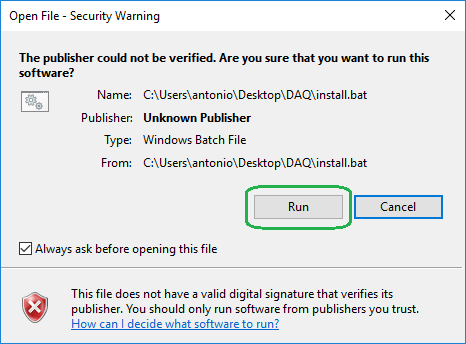 Open File - Security Warning
The publisher could not be verified. Are you sure that you want to run this
software?
Name: C:\Users\antonio\Desktop\DAQ\install.bat
Publisher: Unknown Publisher
Type: Windows Batch File
From: C:\Users\antonio\Desktop\DAQ\install.bat
Run Cancel
Always ask before opening this file
This file does not have a valid digital signature that verifies its
publisher. You should only run software from publishers you trust.
How can I decide what software to run?